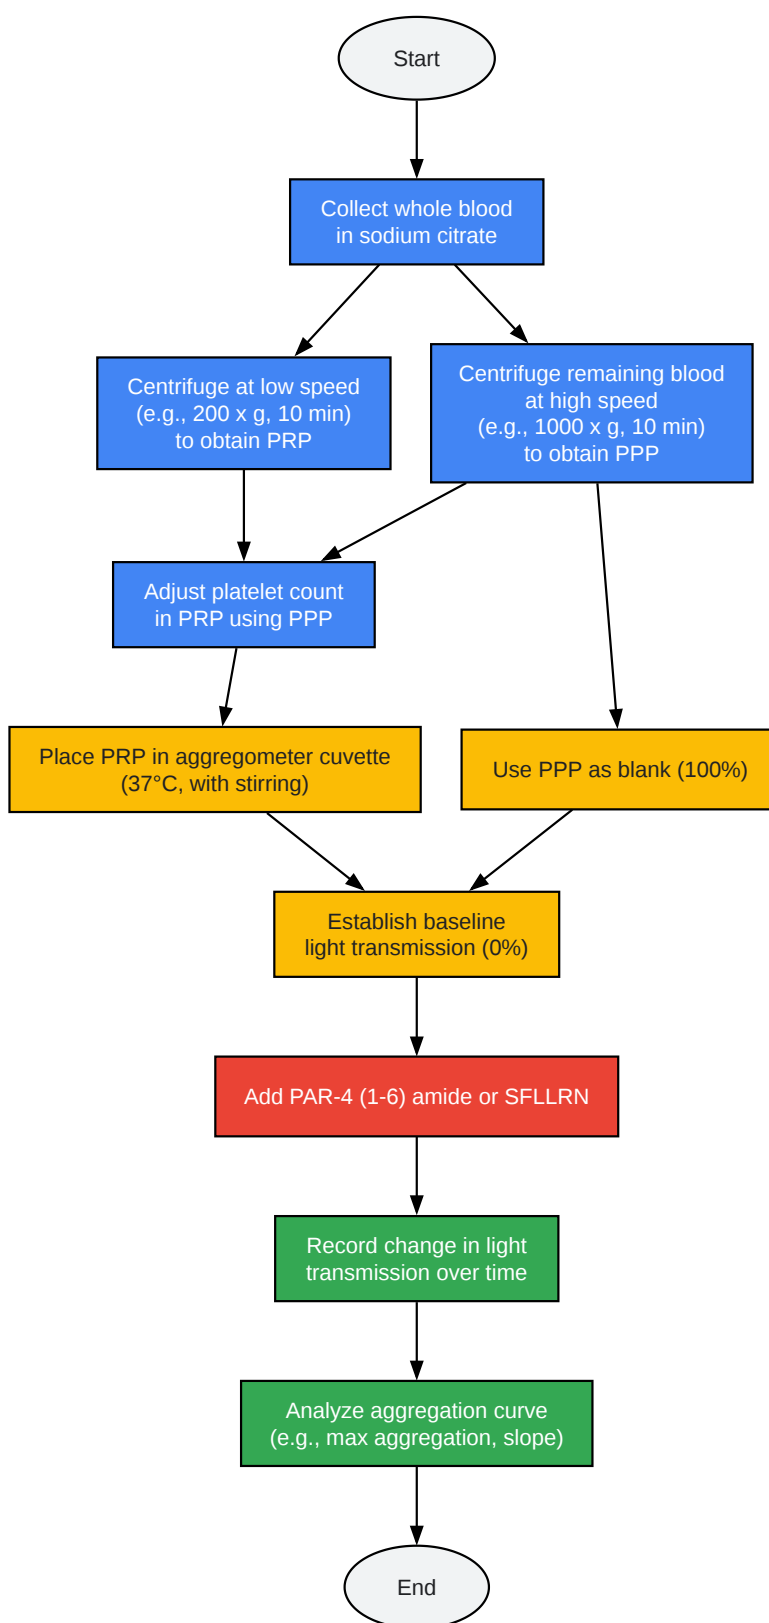 Start
Collect whole blood
in sodium citrate
Centrifuge at low speed
(e.g., 200 x g, 10 min)
to obtain PRP
Centrifuge remaining blood
at high speed
(e.g., 1000 x g, 10 min)
to obtain PPP
Adjust platelet count
in PRP using PPP
Place PRP in aggregometer cuvette
(37°C, with stirring)
Use PPP as blank (100%)
Establish baseline
light transmission (0%)
Add PAR-4 (1-6) amide or SFLLRN
Record change in light
transmission over time
Analyze aggregation curve
(e.g., max aggregation, slope)
End